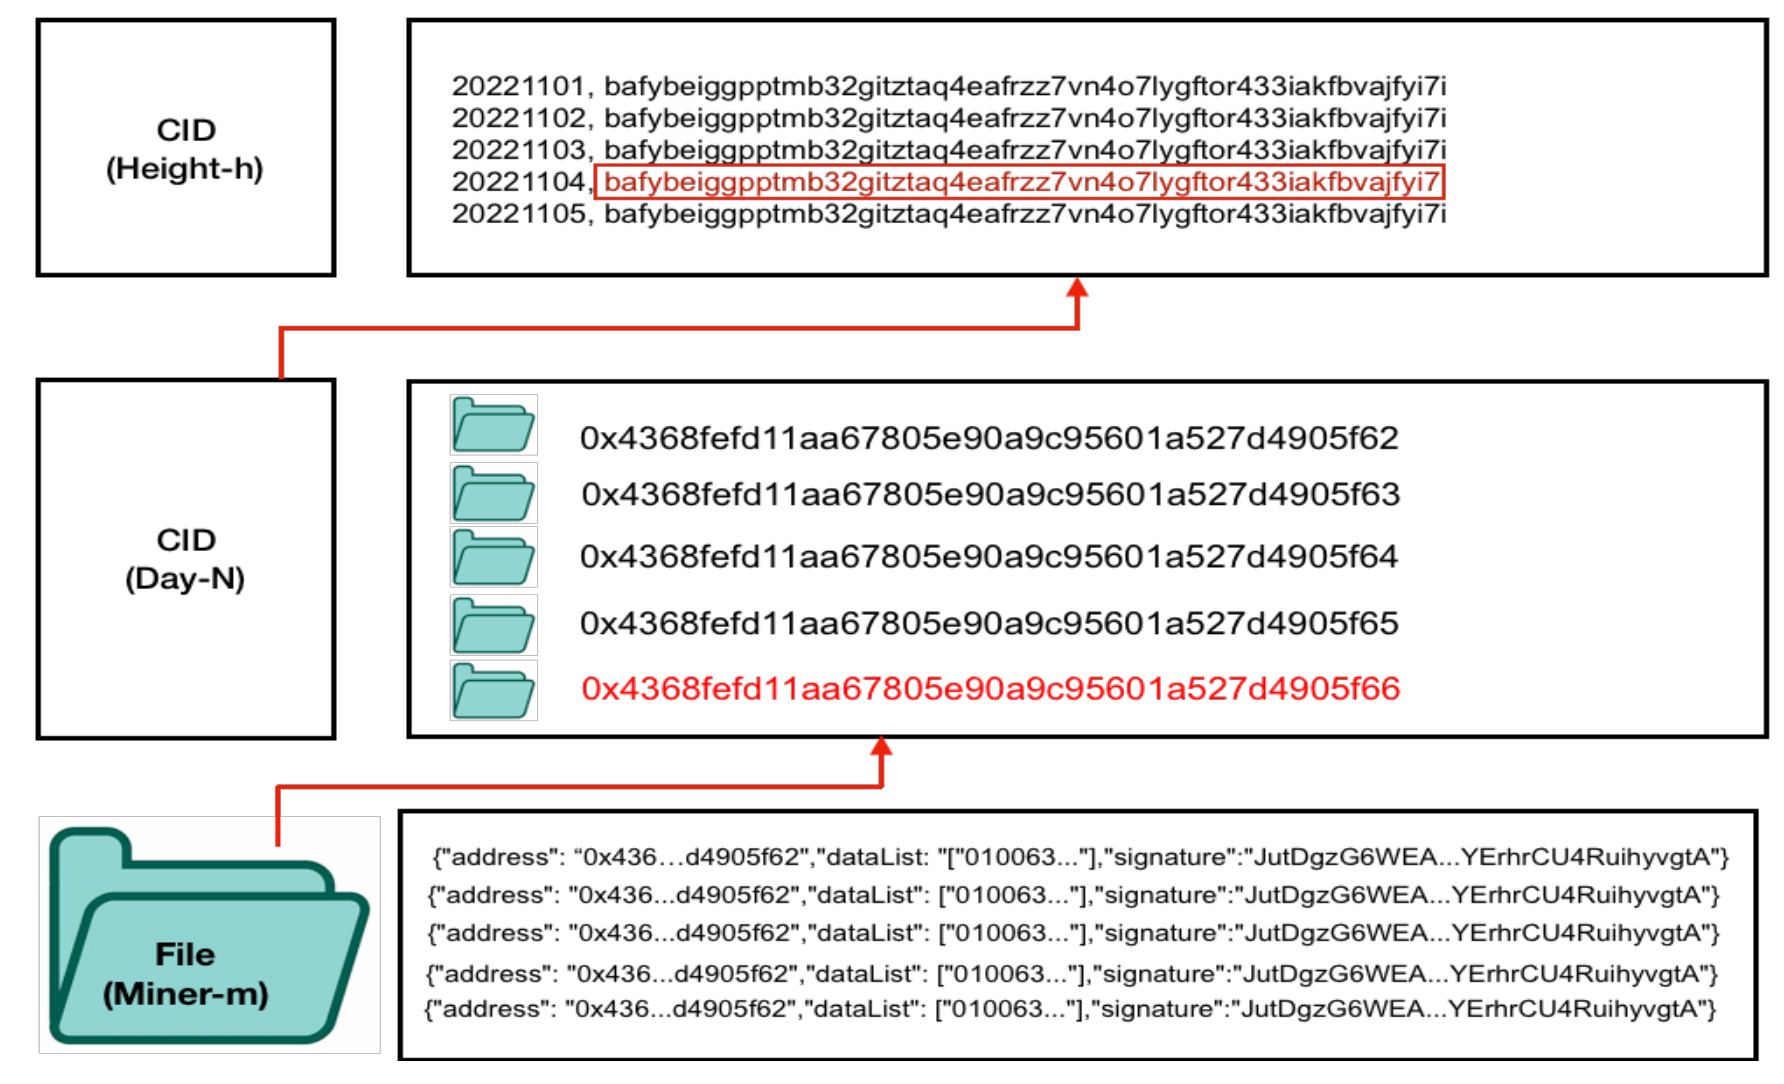 CID
(Height-h)
20221101, bafybeiggpptmb32gitztaq4eafrzz7vn4o7lygftor433iakfbvajfyi7i
20221102, bafybeiggpptmb32gitztaq4eafrzz7vn4o7lygftor433iakfbvajfyi7i
20221103, bafybeiggpptmb32gitztaq4eafrzz7vn4o7lygftor433iakfbvajfyi7i
20221104, bafybeiggpptmb32gitztaq4eafrzz7vn4o7lygftor433iakfbvajfyi7
20221105, bafybeiggpptmb32gitztaq4eafrzz7vn4o7lygftor433iakfbvajfyi7i
CID
(Day-N)
0x4368fefd11aa67805e90a9c95601a527d4905f62
0x4368fefd11aa67805e90a9c95601a527d4905f63
0x4368fefd11aa67805e90a9c95601a527d4905f64
0x4368fefd11aa67805e90a9c95601a527d4905f65
0x4368fefd11aa67805e90a9c95601a527d4905f66
File
(Miner-m)
{"address": “0x436...d4905f62","dataList: "["010063..."],"signature":"JutDgzG6WEA...YErhrCU4RuihyvgtA"}
{"address": "0x436...d4905f62","dataList": ["010063..."],"signature":"JutDgzG6WEA...YErhrCU4RuihyvgtA"}
{"address": "0x436...d4905f62","dataList": ["010063..."],"signature":"JutDgzG6WEA...YErhrCU4RuihyvgtA"}
{"address": "0x436...d4905f62","dataList": ["010063..."],"signature":"JutDgzG6WEA...YErhrCU4RuihyvgtA"}
{"address": "0x436...d4905f62","dataList": ["010063..."],"signature":"JutDgzG6WEA...YErhrCU4RuihyvgtA"}